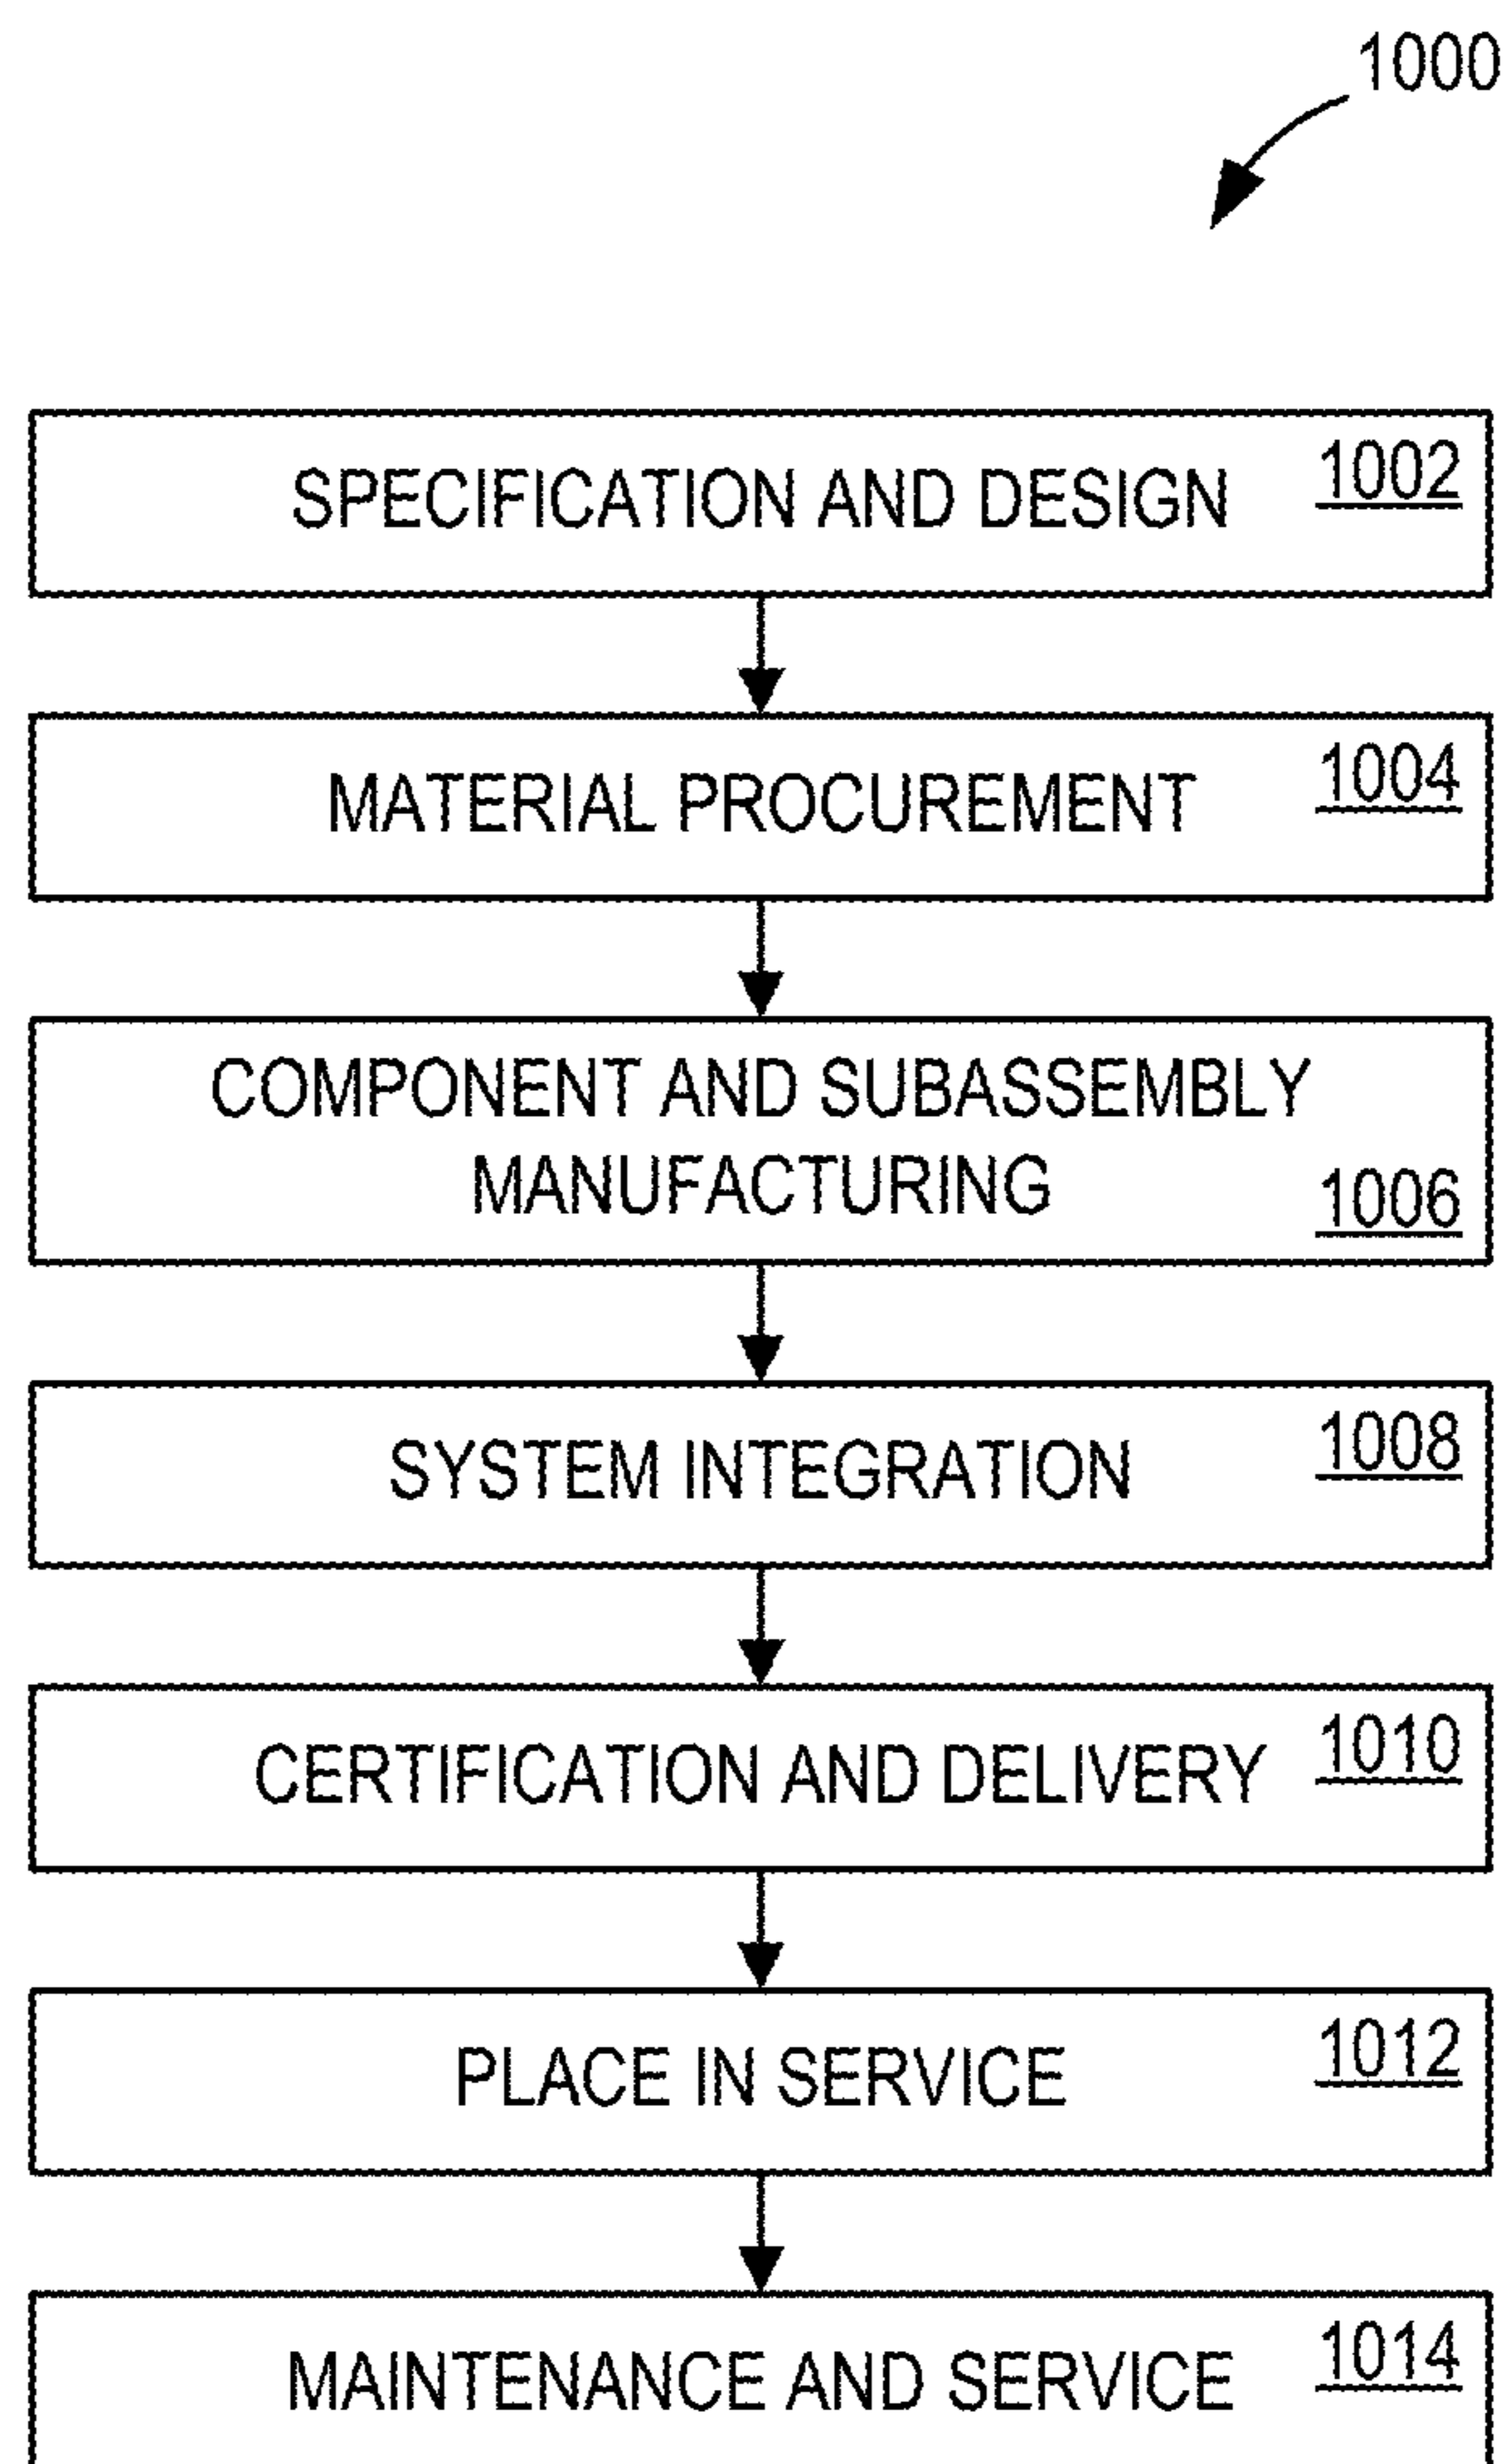 1000
SPECIFICATION AND DESIGN 1002
MATERIAL PROCUREMENT 1004
COMPONENT AND SUBASSEMBLY
MANUFACTURING 1006
SYSTEM INTEGRATION 1008
CERTIFICATION AND DELIVERY 1010
PLACE IN SERVICE 1012
MAINTENANCE AND SERVICE 1014